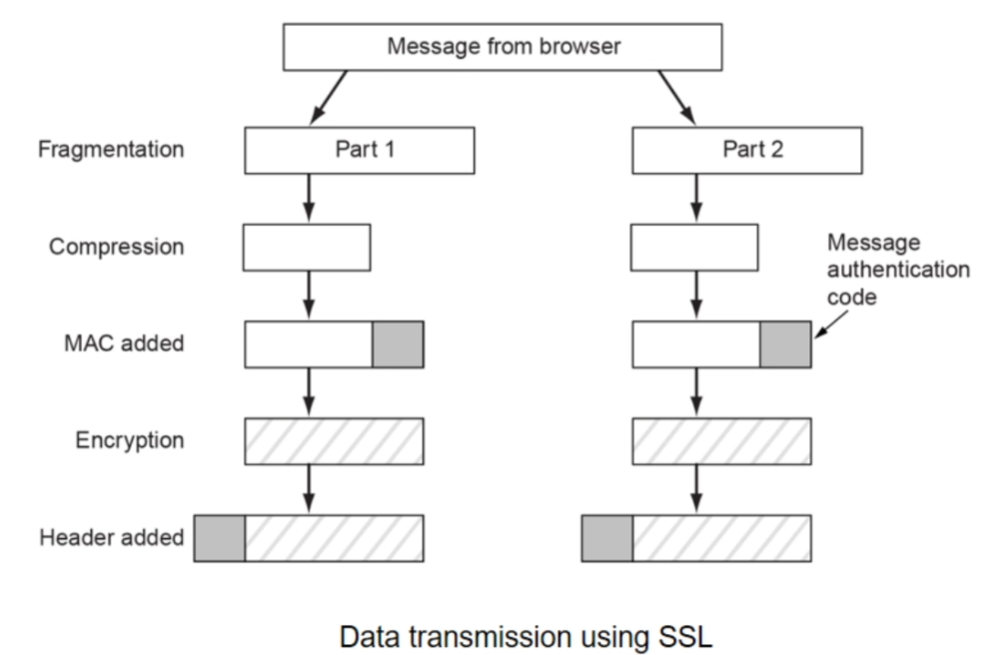 Message from browser
Fragmentation
Part 1
Part 2
Compression
Message
authentication
code
MAC added
Encryption
Header added
Data transmission using SSL